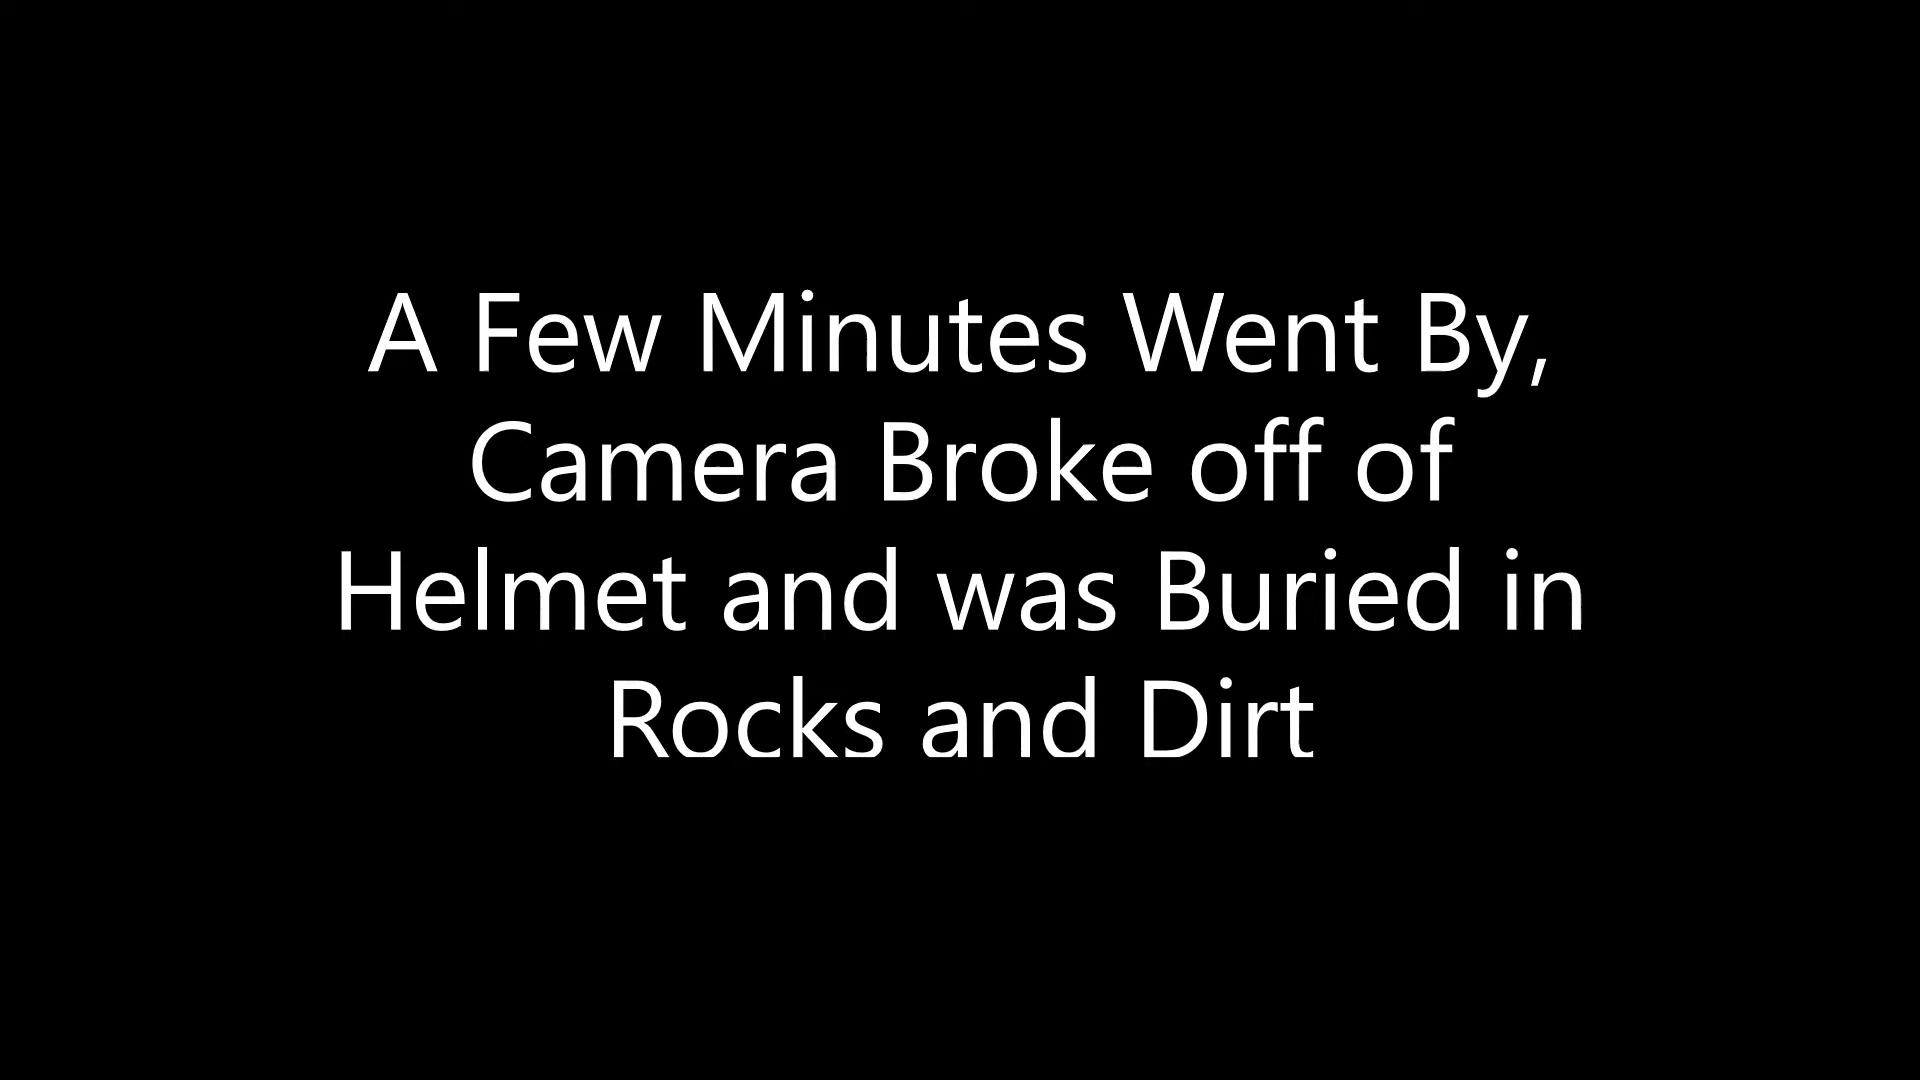 A Few Minutes Went By,
Camera Broke off of
Helmet and was Buried in
Rocks and Dirt